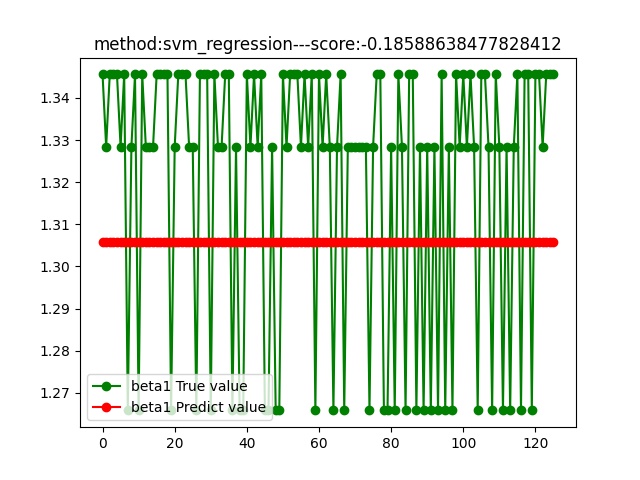 method:svm_regression---score:-0.18588638477828412
1.34
1.33
1.32
1.31
1.30
1.29
1.28
1.27
beta1 True value
beta1 Predict value
0 20 40 60 80 100 120